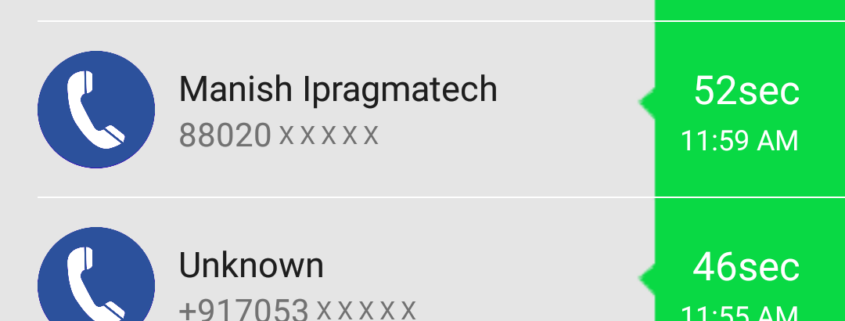 Manish Ipragmatech
52sec
88020 X X X X X
11:59 AM
Unknown
46sec
+917053 X X X X X
11:55 AM